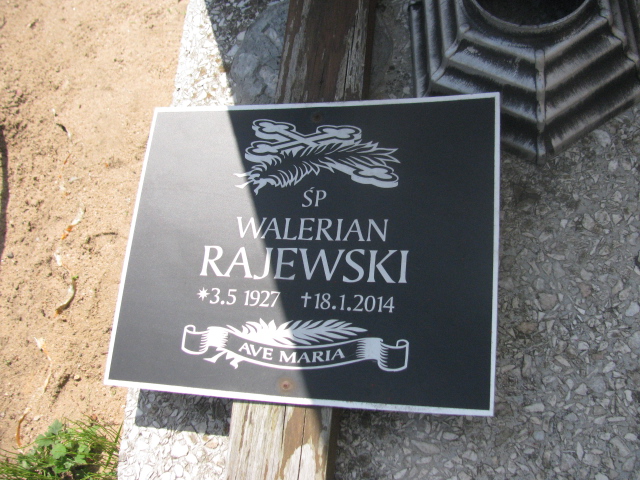 ŚP
WALERIAN
RAJEWSKI
*3.5 1927 †18.1.2014
AVE MARIA